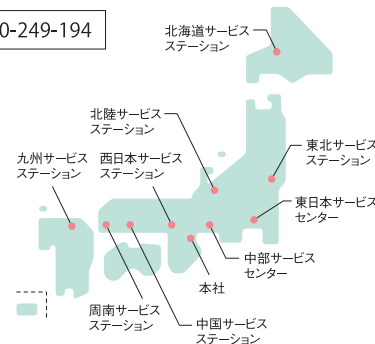 0-249-194
北海道サービス
ステーション
北陸サービス
ステーション
東北サービス
ステーション
九州サービス
ステーション
西日本サービス
ステーション
東日本サービス
センター
中部サービス
センター
本社
周南サービス
ステーション
中国サービス
ステーション